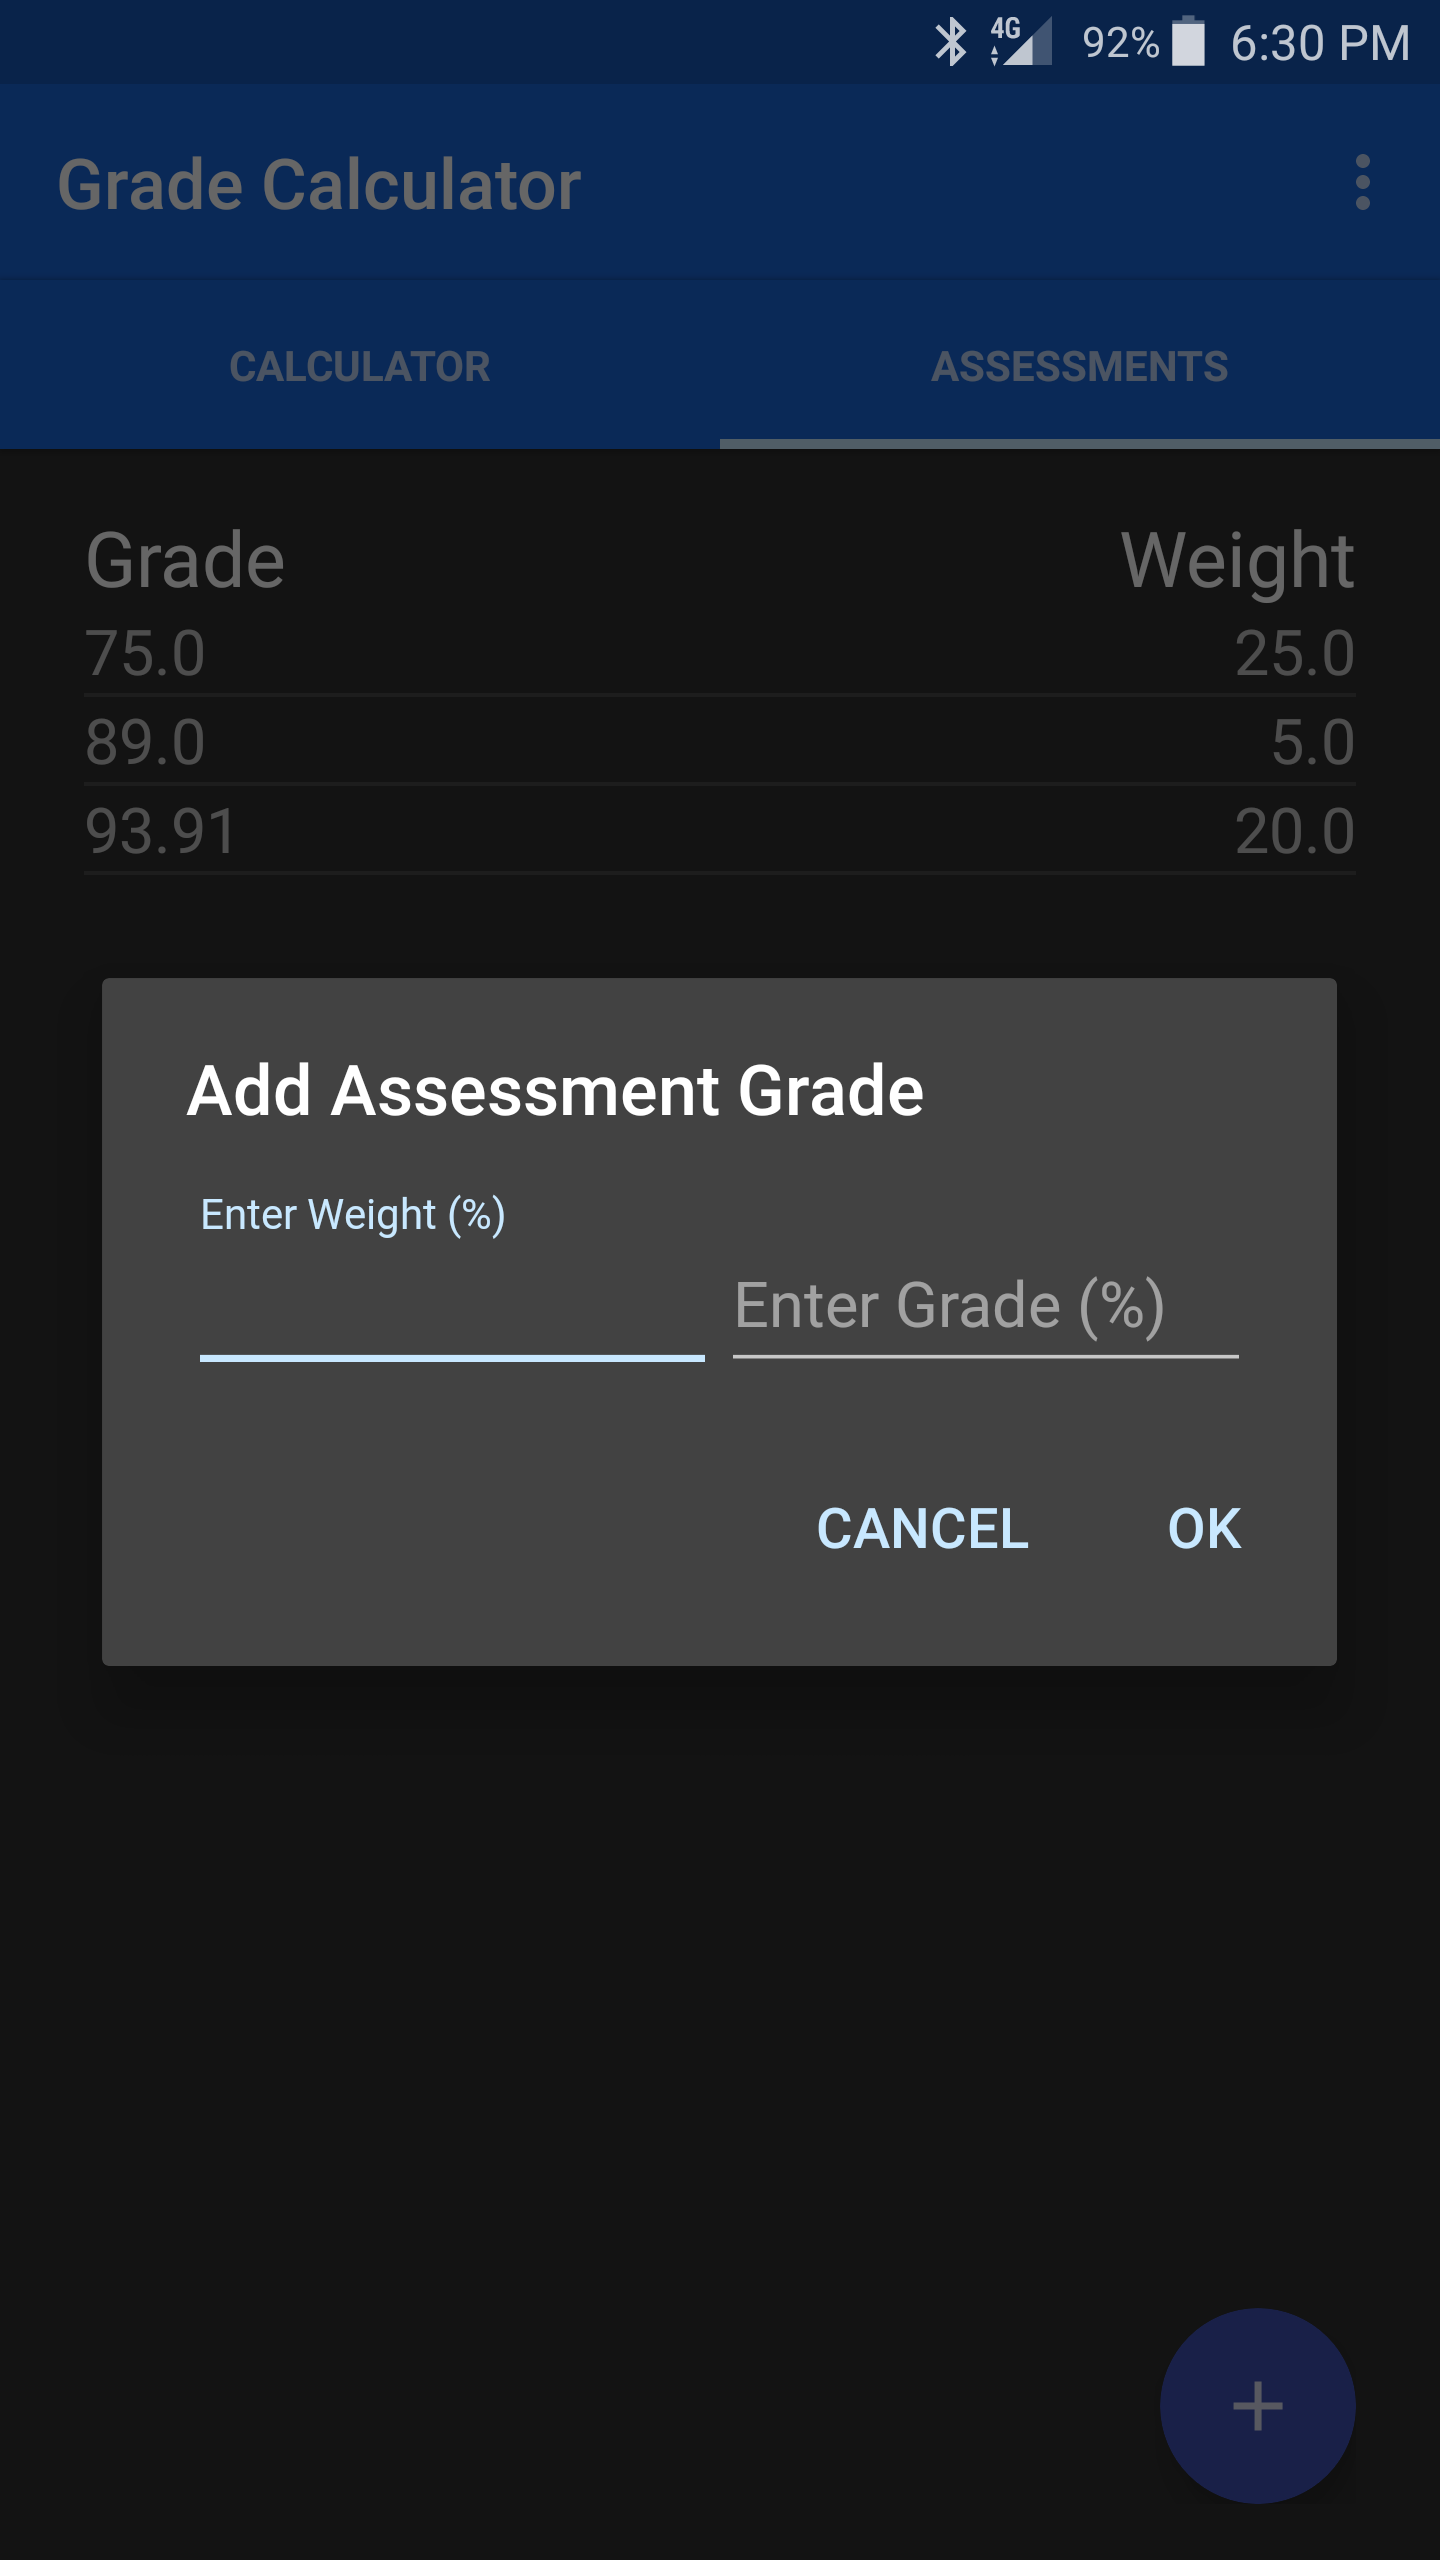 4G 92% 6:30 PM
Grade Calculator
CALCULATOR ASSESSMENTS
Grade Weight
75.0 25.0
89.0 5.0
93.91 20.0
Add Assessment Grade
Enter Weight (%)
Enter Grade (%)
CANCEL OK